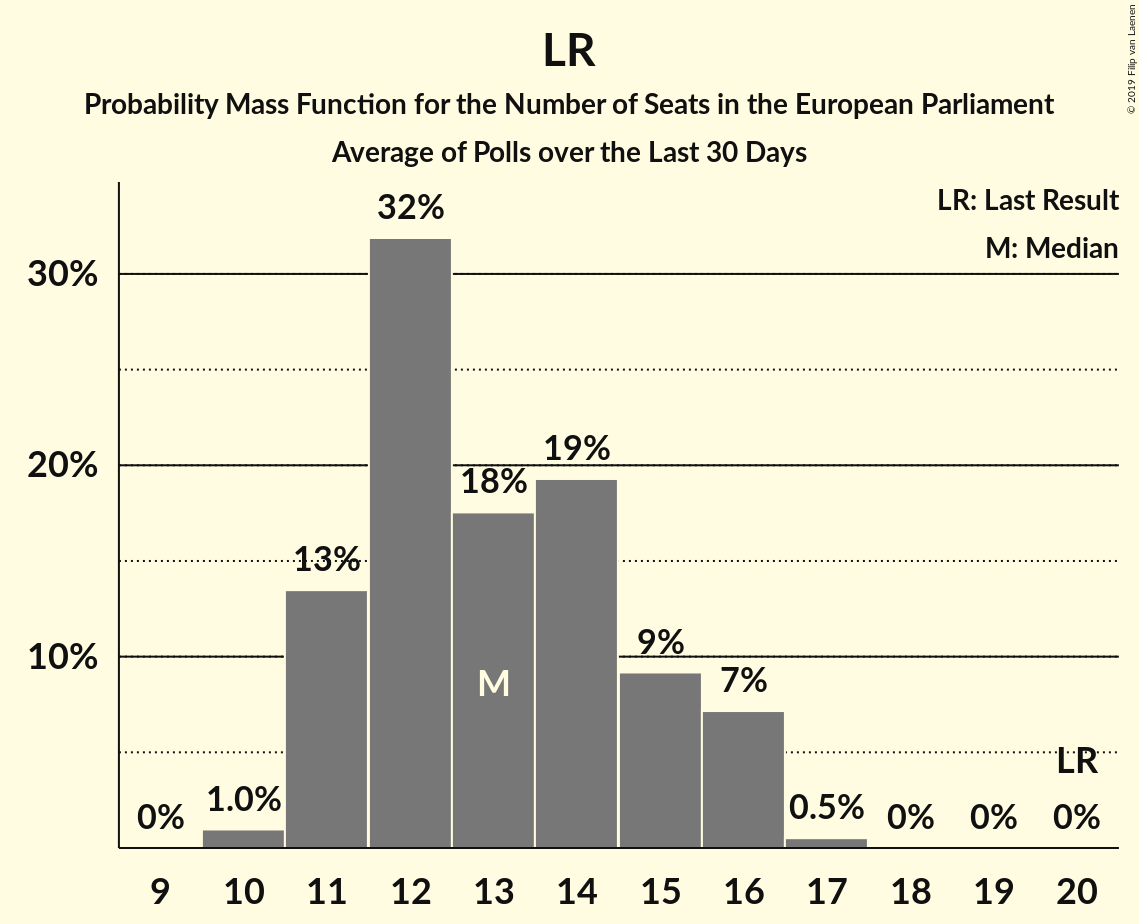 LR
Probability Mass Function for the Number of Seats in the European Parliament
Average of Polls over the Last 30 Days
© 2019 Filip van Laenen
LR: Last Result
M: Median
30%
20%
10%
0%
1.0%
13%
32%
18%
19%
9%
7%
0.5%
0%
0%
0%
M
LR
9 10 11 12 13 14 15 16 17 18 19 20